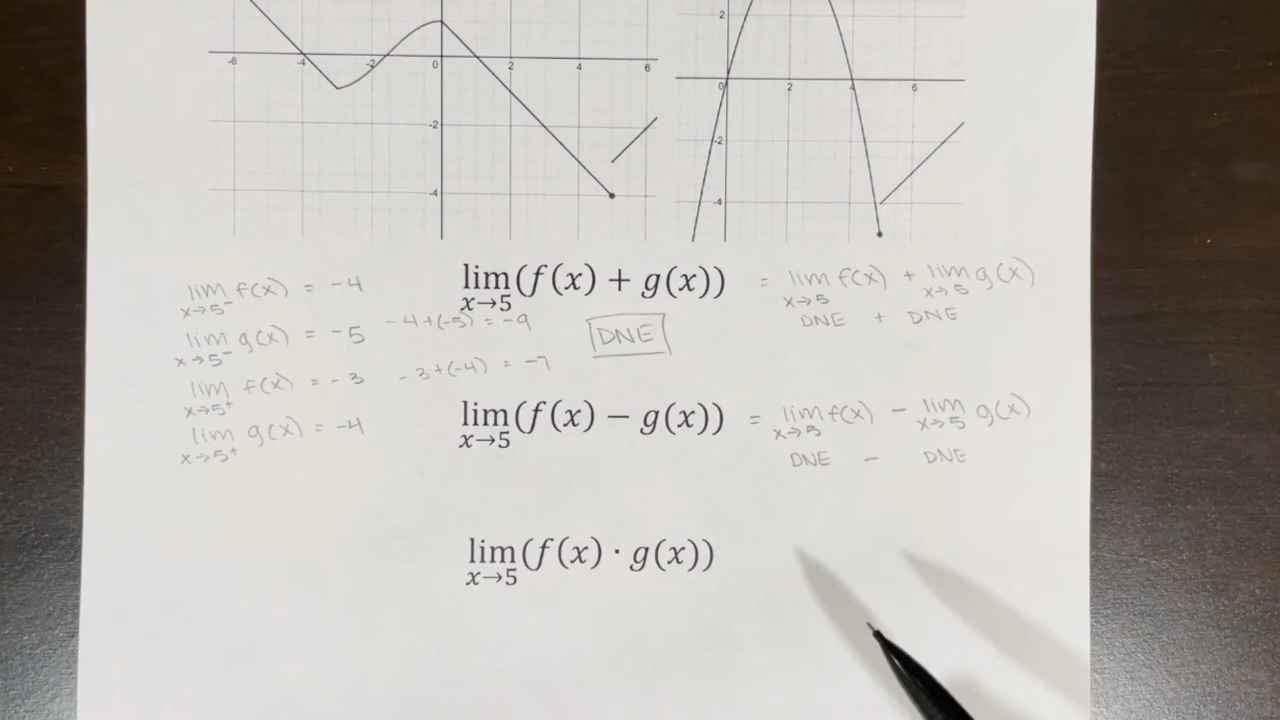 2
-6 -4 -2 0 2 4 6
0 2 4 6
-2
-2
-4
-4
lim f(x) = -4
x→5⁻
lim (f(x) + g(x)) = lim f(x) + lim g(x)
x→5 x→5 x→5
DNE + DNE
lim g(x) = -5 -4+(-5) = -9
x→5⁻
DNE
lim f(x) = -3 -3+(-4) = -7
x→5⁺
lim g(x) = -4
x→5⁺
lim (f(x) − g(x)) = lim f(x) − lim g(x)
x→5 x→5 x→5
DNE − DNE
lim (f(x) · g(x))
x→5